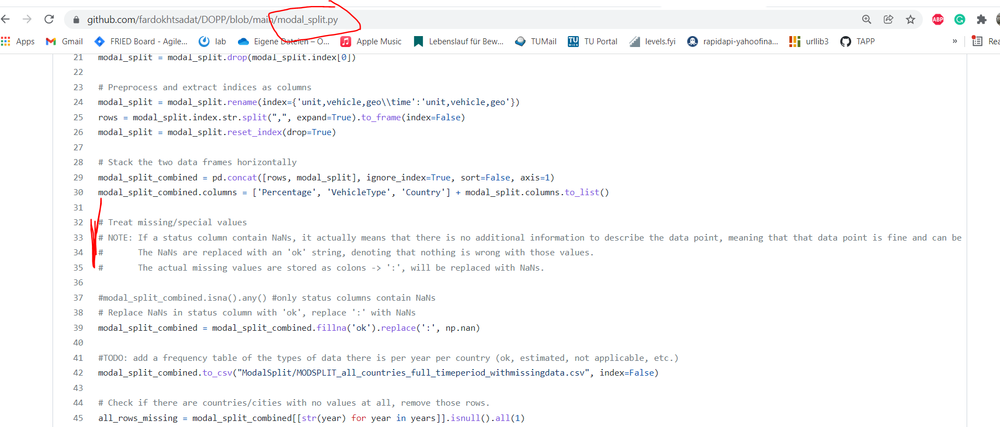 github.com/fardokhtsadat/DOPP/blob/main/modal_split.py
ABP
Apps Gmail FRIED Board - Agile... lab Eigene Dateien – O... Apple Music Lebenslauf für Bew... TUMail TU WIEN TU Portal levels.fyi rapidapi-yahoofina... urllib3 TAPP » Rea
21 modal_split = modal_split.drop(modal_split.index[0])
22
23 # Preprocess and extract indices as columns
24 modal_split = modal_split.rename(index={'unit,vehicle,geo\\time':'unit,vehicle,geo'})
25 rows = modal_split.index.str.split(",", expand=True).to_frame(index=False)
26 modal_split = modal_split.reset_index(drop=True)
27
28 # Stack the two data frames horizontally
29 modal_split_combined = pd.concat([rows, modal_split], ignore_index=True, sort=False, axis=1)
30 modal_split_combined.columns = ['Percentage', 'VehicleType', 'Country'] + modal_split.columns.to_list()
31
32 # Treat missing/special values
33 # NOTE: If a status column contain NaNs, it actually means that there is no additional information to describe the data point, meaning that that data point is fine and can be
34 # The NaNs are replaced with an 'ok' string, denoting that nothing is wrong with those values.
35 # The actual missing values are stored as colons -> ':', will be replaced with NaNs.
36
37 #modal_split_combined.isna().any() #only status columns contain NaNs
38 # Replace NaNs in status column with 'ok', replace ':' with NaNs
39 modal_split_combined = modal_split_combined.fillna('ok').replace(':', np.nan)
40
41 #TODO: add a frequency table of the types of data there is per year per country (ok, estimated, not applicable, etc.)
42 modal_split_combined.to_csv("ModalSplit/MODSPLIT_all_countries_full_timeperiod_withmissingdata.csv", index=False)
43
44 # Check if there are countries/cities with no values at all, remove those rows.
45 all_rows_missing = modal_split_combined[[str(year) for year in years]].isnull().all(1)